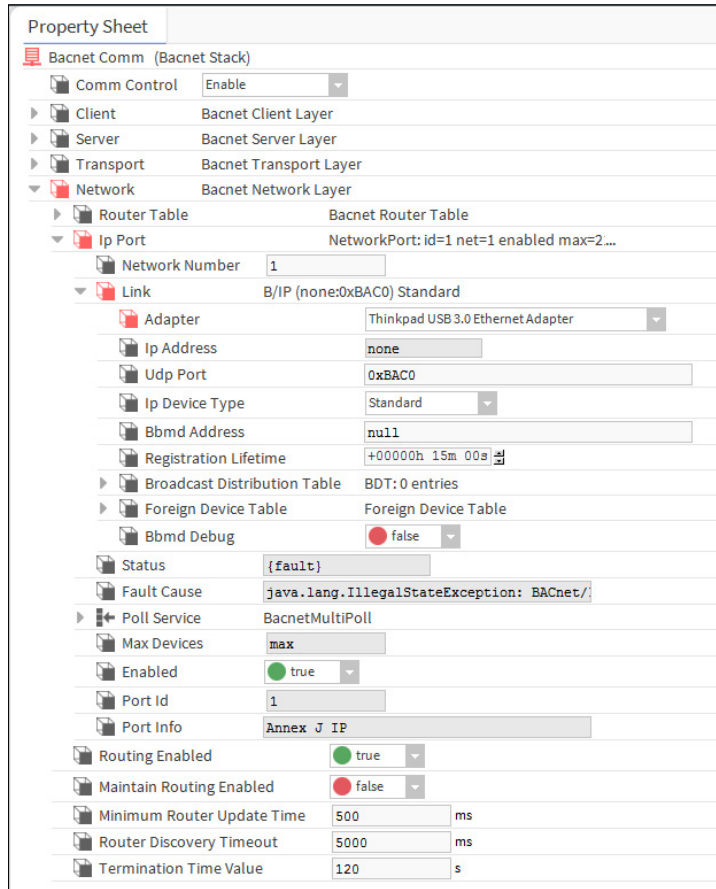 Property Sheet
Bacnet Comm (Bacnet Stack)
Comm Control Enable
Client Bacnet Client Layer
Server Bacnet Server Layer
Transport Bacnet Transport Layer
Network Bacnet Network Layer
Router Table Bacnet Router Table
Ip Port NetworkPort: id=1 net=1 enabled max=2:...
Network Number 1
Link B/IP (none:0xBAC0) Standard
Adapter Thinkpad USB 3.0 Ethernet Adapter
Ip Address none
Udp Port 0xBAC0
Ip Device Type Standard
Bbmd Address null
Registration Lifetime +00000h 15m 00s
Broadcast Distribution Table BDT: 0 entries
Foreign Device Table Foreign Device Table
Bbmd Debug false
Status {fault}
Fault Cause java.lang.IllegalStateException: BACnet/
Poll Service BacnetMultiPoll
Max Devices max
Enabled true
Port Id 1
Port Info Annex J IP
Routing Enabled true
Maintain Routing Enabled false
Minimum Router Update Time 500 ms
Router Discovery Timeout 5000 ms
Termination Time Value 120 s